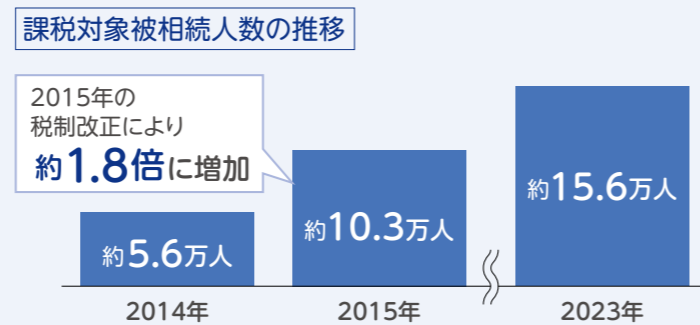 課税対象被相続人数の推移
2015年の
税制改正により
約1.8倍に増加
約5.6万人
約10.3万人
約15.6万人
2014年
2015年
2023年